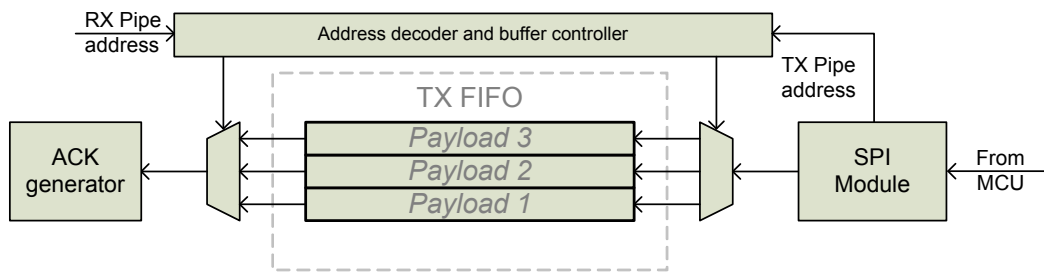 RX Pipe
address
Address decoder and buffer controller
TX Pipe
address
TX FIFO
Payload 3
Payload 2
Payload 1
ACK
generator
SPI
Module
From
MCU